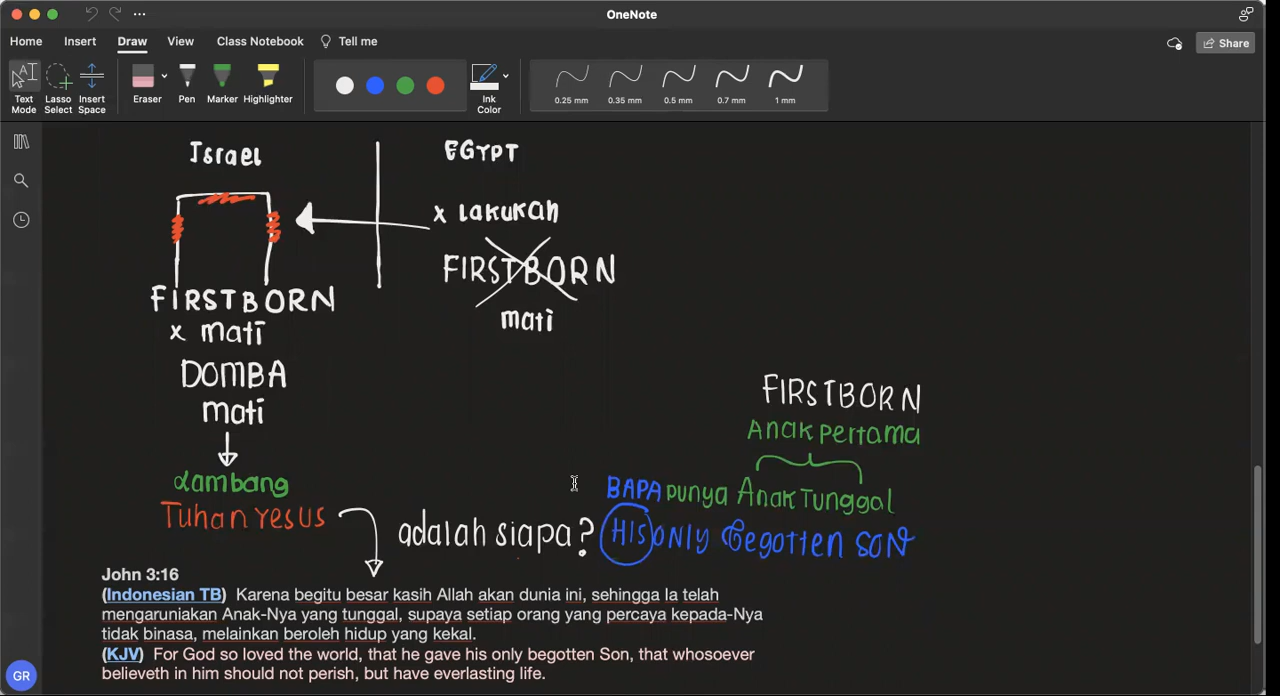 OneNote
Home Insert Draw View Class Notebook Tell me
Share
Text Mode
Lasso Select
Insert Space
Eraser
Pen
Marker
Highlighter
Ink Color
0.25 mm
0.35 mm
0.5 mm
0.7 mm
1 mm
Israel
EGYPT
x Lakukan
FIRSTBORN
mati
FIRSTBORN
x mati
DOMBA
mati
Lambang
Tuhan Yesus
adalah siapa?
FIRSTBORN
Anak Pertama
BAPA Punya Anak Tunggal
HIS ONLY Begotten SON
John 3:16
(Indonesian TB) Karena begitu besar kasih Allah akan dunia ini, sehingga Ia telah
mengaruniakan Anak-Nya yang tunggal, supaya setiap orang yang percaya kepada-Nya
tidak binasa, melainkan beroleh hidup yang kekal.
(KJV) For God so loved the world, that he gave his only begotten Son, that whosoever
believeth in him should not perish, but have everlasting life.
GR